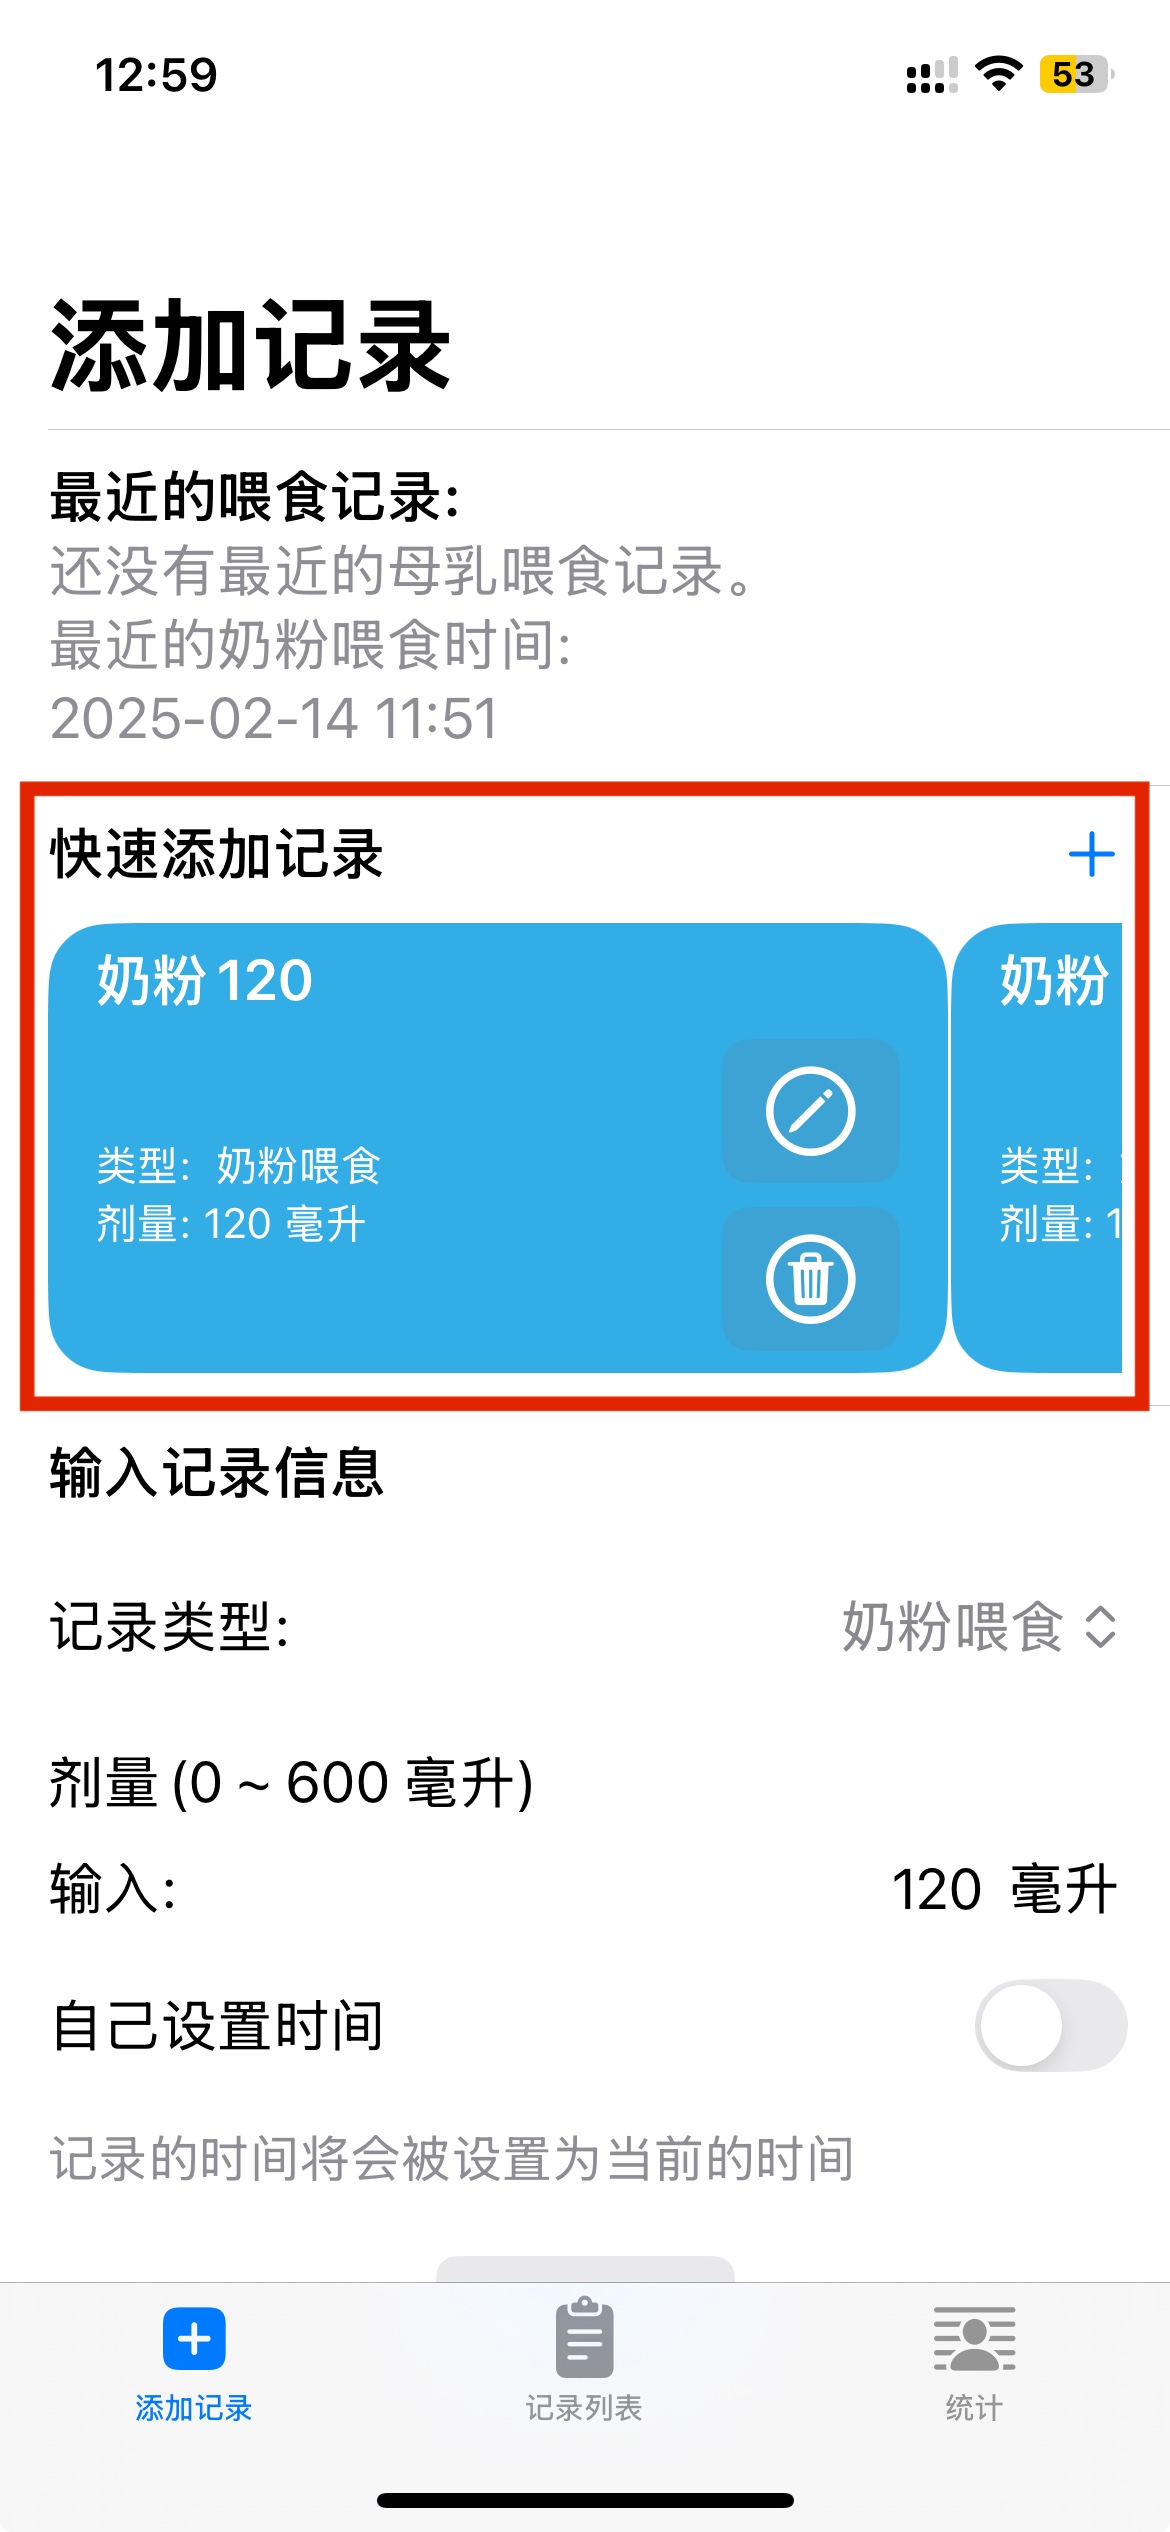 12:59
53
添加记录
最近的喂食记录:
还没有最近的母乳喂食记录。
最近的奶粉喂食时间:
2025-02-14 11:51
快速添加记录
奶粉 120
奶粉
类型: 奶粉喂食
类型:
剂量: 120 毫升
剂量: 1
输入记录信息
记录类型:
奶粉喂食
剂量 (0 ~ 600 毫升)
输入:
120 毫升
自己设置时间
记录的时间将会被设置为当前的时间
添加记录
记录列表
统计